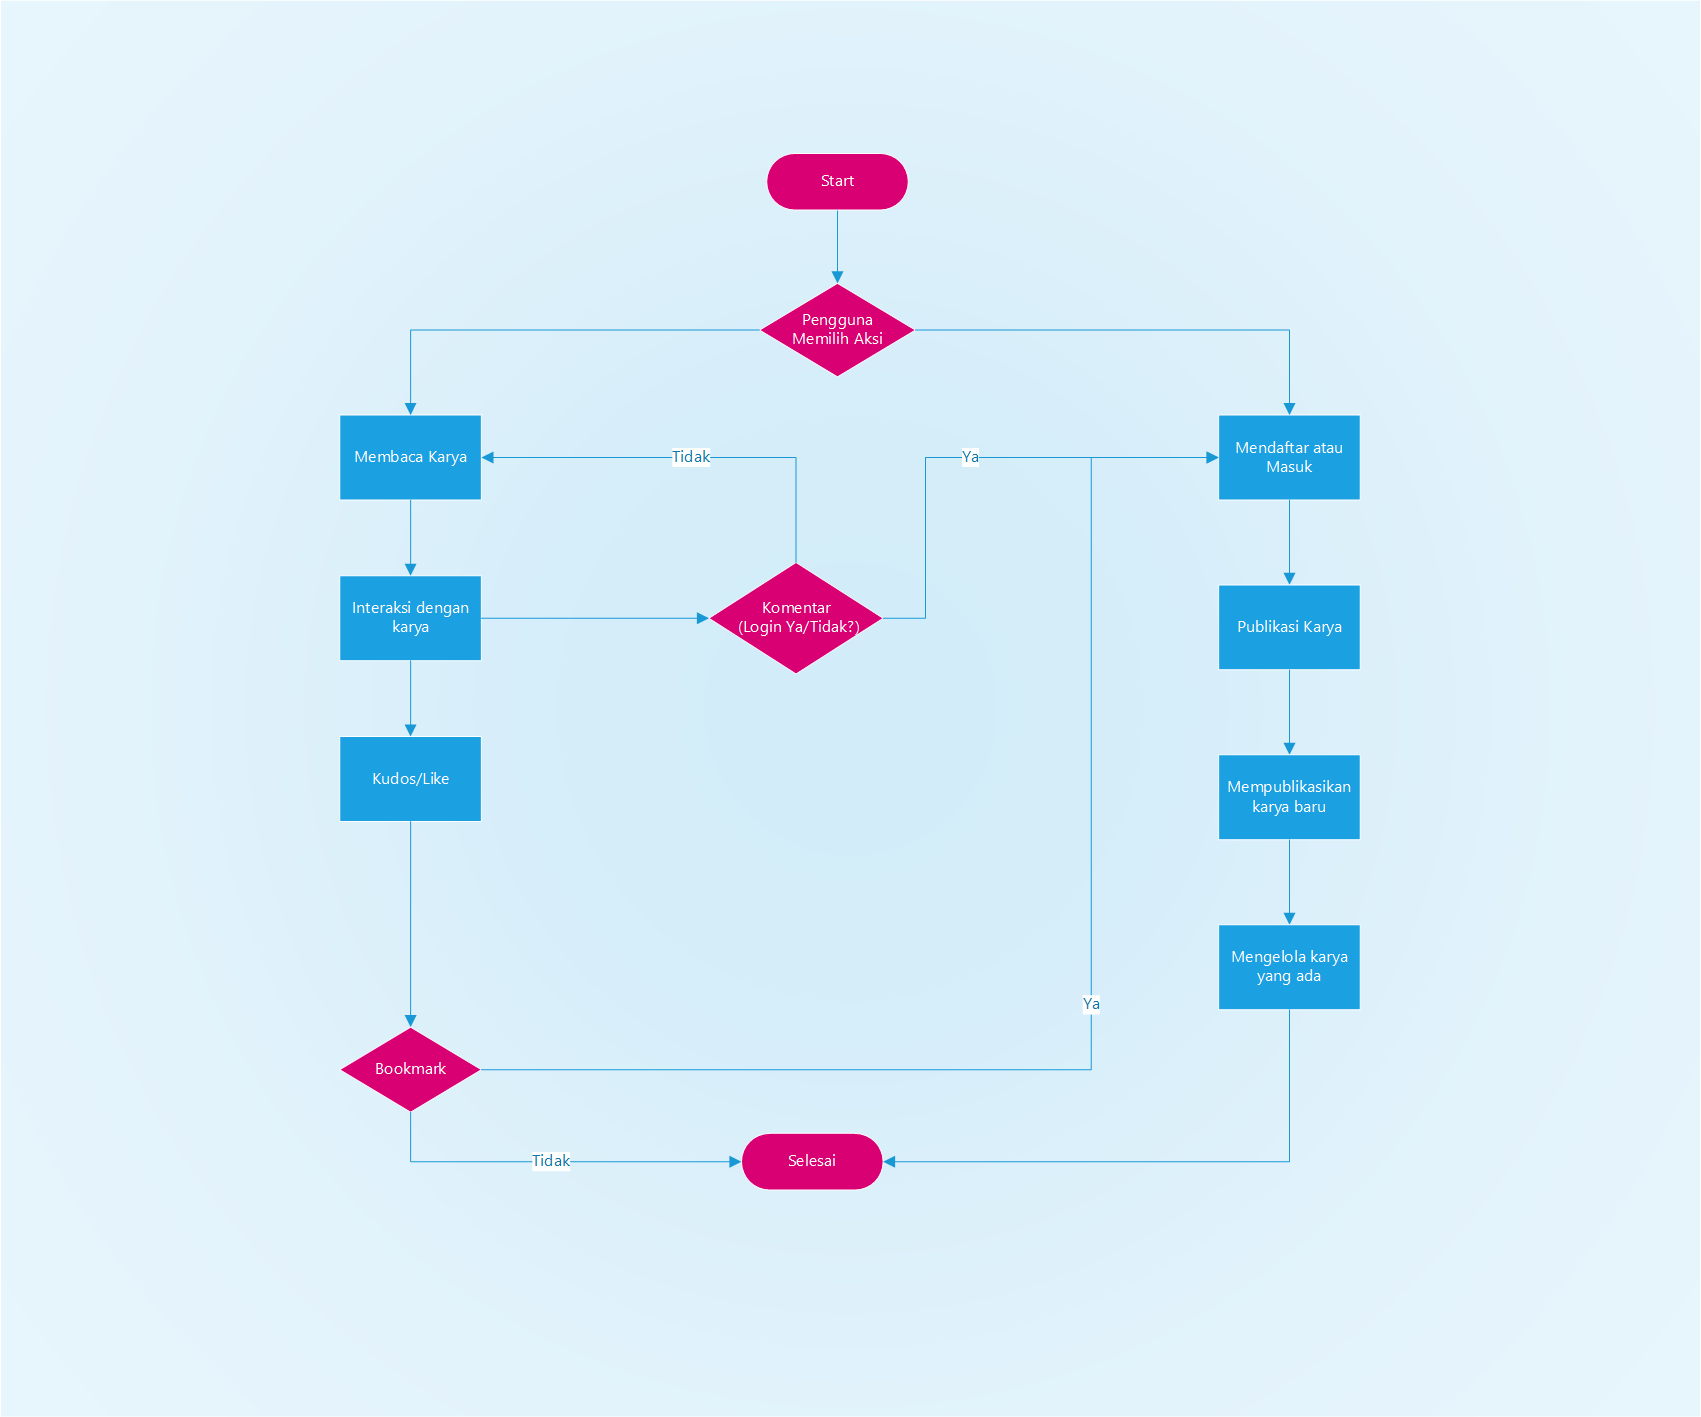 Start
Pengguna
Memilih Aksi
Membaca Karya
Tidak
Ya
Mendaftar atau
Masuk
Interaksi dengan
karya
Komentar
(Login Ya/Tidak?)
Publikasi Karya
Kudos/Like
Mempublikasikan
karya baru
Mengelola karya
yang ada
Ya
Bookmark
Tidak
Selesai